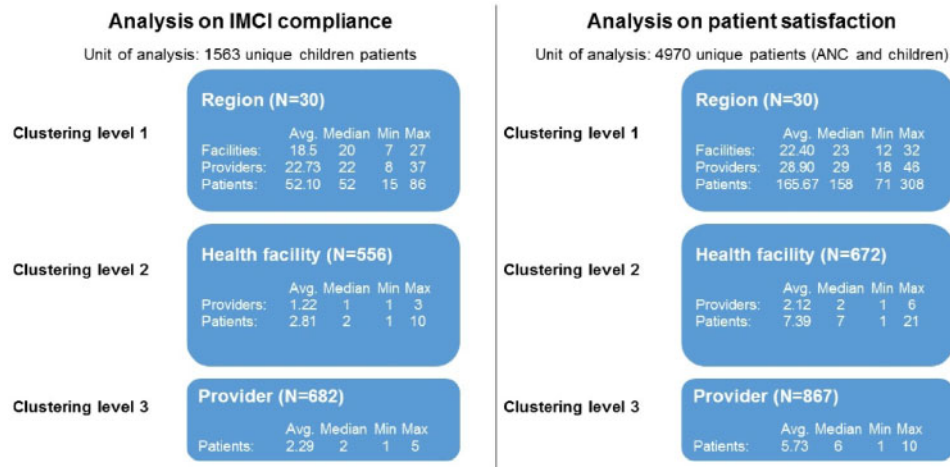 Analysis on IMCI compliance
Unit of analysis: 1563 unique children patients
Clustering level 1
Region (N=30)
Avg. Median Min Max
Facilities: 18.5 20 7 27
Providers: 22.73 22 8 37
Patients: 52.10 52 15 86
Clustering level 2
Health facility (N=556)
Avg. Median Min Max
Providers: 1.22 1 1 3
Patients: 2.81 2 1 10
Clustering level 3
Provider (N=682)
Avg. Median Min Max
Patients: 2.29 2 1 5
Analysis on patient satisfaction
Unit of analysis: 4970 unique patients (ANC and children)
Clustering level 1
Region (N=30)
Avg. Median Min Max
Facilities: 22.40 23 12 32
Providers: 28.90 29 18 46
Patients: 165.67 158 71 308
Clustering level 2
Health facility (N=672)
Avg. Median Min Max
Providers: 2.12 2 1 6
Patients: 7.39 7 1 21
Clustering level 3
Provider (N=867)
Avg. Median Min Max
Patients: 5.73 6 1 10